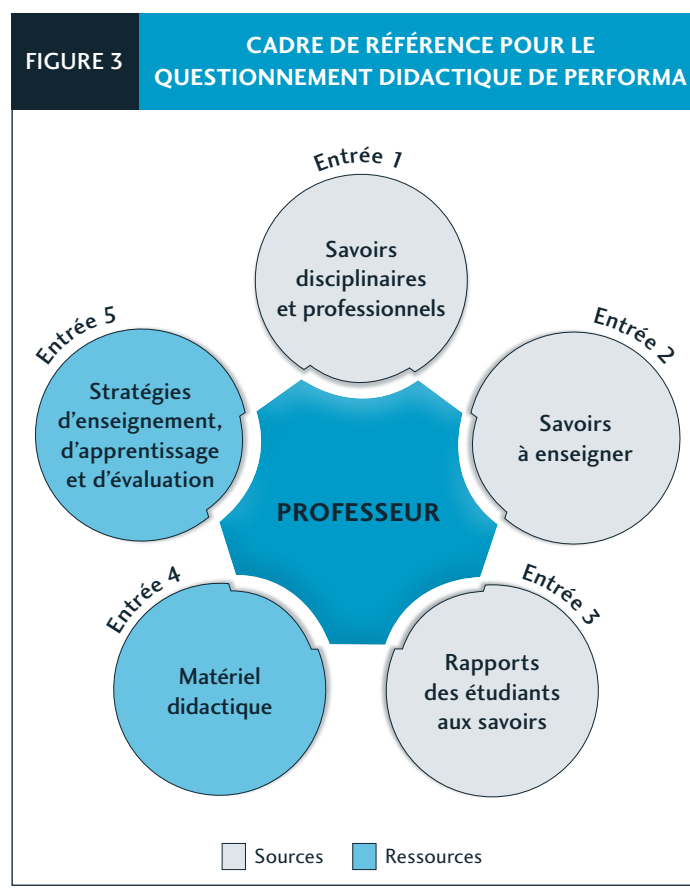 FIGURE 3
CADRE DE RÉFÉRENCE POUR LE
QUESTIONNEMENT DIDACTIQUE DE PERFORMA
Entrée 1
Savoirs
disciplinaires
et professionnels
Entrée 2
Savoirs
à enseigner
Entrée 3
Rapports
des étudiants
aux savoirs
Entrée 4
Matériel
didactique
Entrée 5
Stratégies
d'enseignement,
d'apprentissage
et d'évaluation
PROFESSEUR
Sources
Ressources